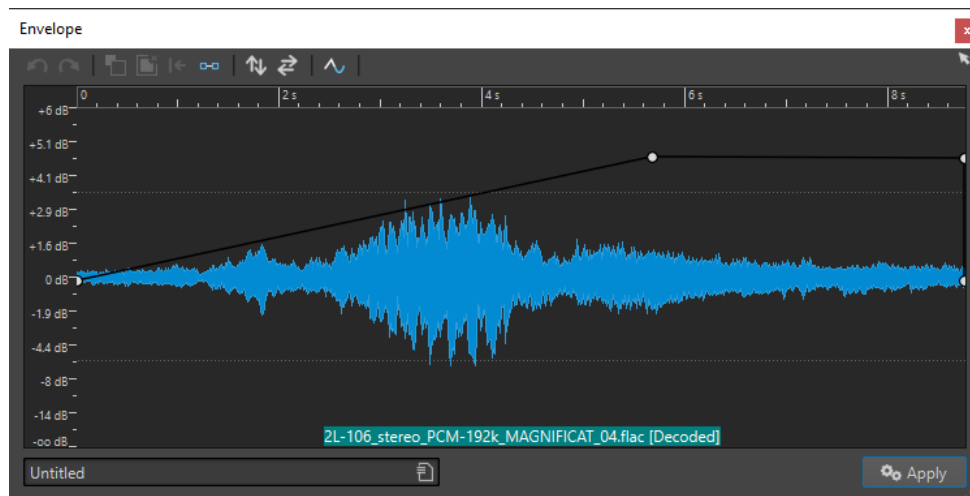 Envelope
0 2 s 4 s 6 s 8 s
+6 dB
+5.1 dB
+4.1 dB
+2.9 dB
+1.6 dB
0 dB
-1.9 dB
-4.4 dB
-8 dB
-14 dB
-oo dB
2L-106_stereo_PCM-192k_MAGNIFICAT_04.flac [Decoded]
Untitled Apply